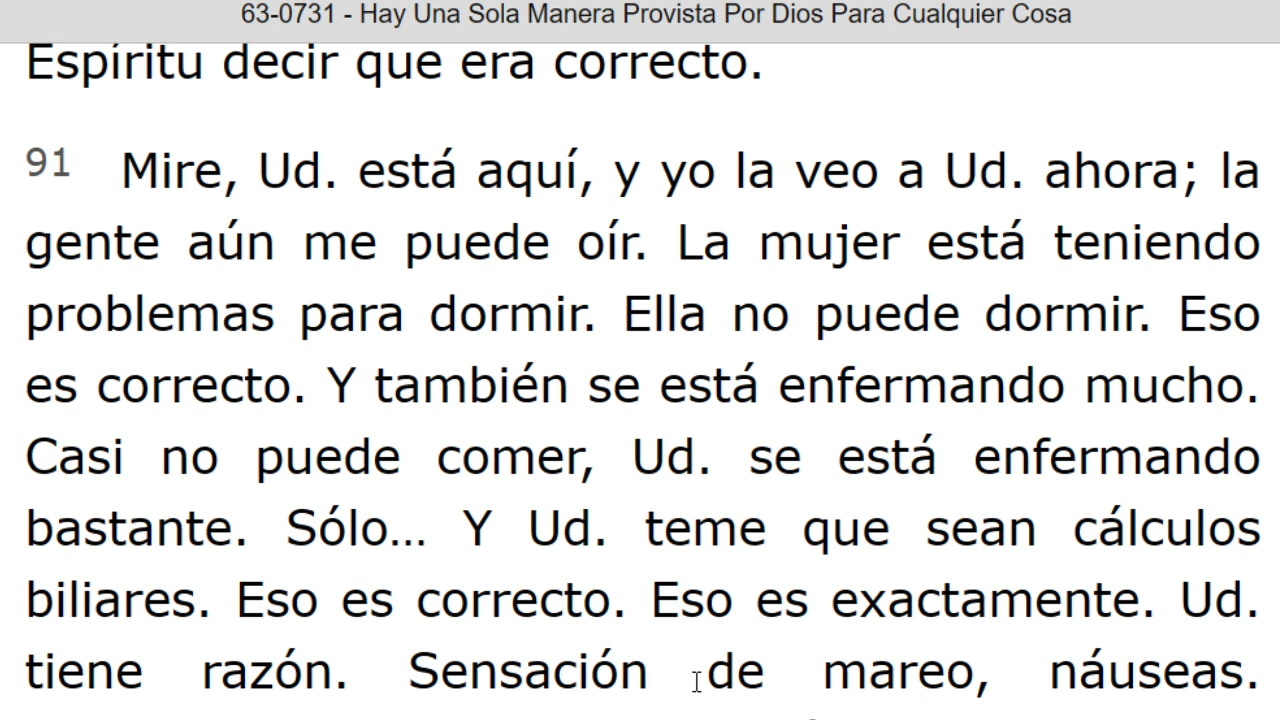 63-0731 - Hay Una Sola Manera Provista Por Dios Para Cualquier Cosa
Espíritu decir que era correcto.
91 Mire, Ud. está aquí, y yo la veo a Ud. ahora; la
gente aún me puede oír. La mujer está teniendo
problemas para dormir. Ella no puede dormir. Eso
es correcto. Y también se está enfermando mucho.
Casi no puede comer, Ud. se está enfermando
bastante. Sólo… Y Ud. teme que sean cálculos
biliares. Eso es correcto. Eso es exactamente. Ud.
tiene razón. Sensación de mareo, náuseas.